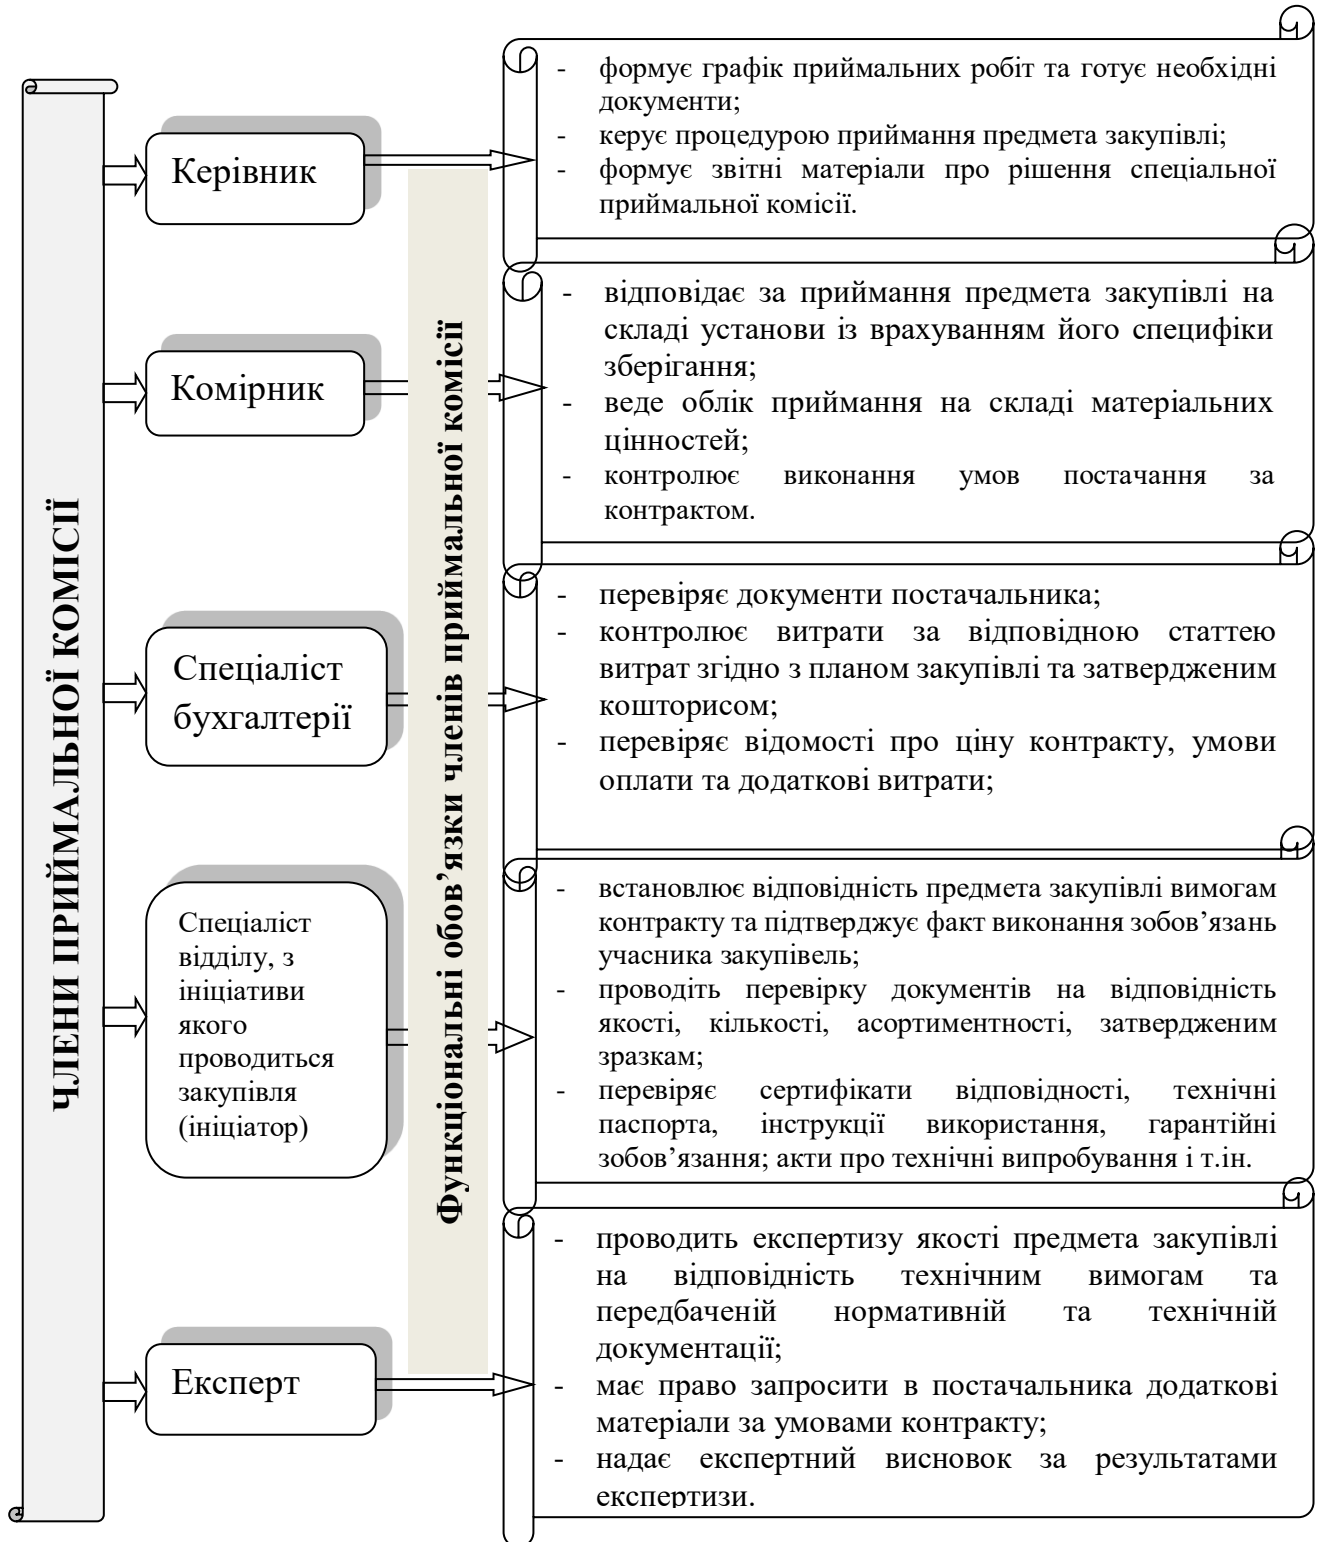 ЧЛЕНИ ПРИЙМАЛЬНОЇ КОМІСІЇ
Функціональні обов’язки членів приймальної комісії
Керівник
- формує графік приймальних робіт та готує необхідні
документи;
- керує процедурою приймання предмета закупівлі;
- формує звітні матеріали про рішення спеціальної
приймальної комісії.
Комірник
- відповідає за приймання предмета закупівлі на
складі установи із врахуванням його специфіки
зберігання;
- веде облік приймання на складі матеріальних
цінностей;
- контролює виконання умов постачання за
контрактом.
Спеціаліст
бухгалтерії
- перевіряє документи постачальника;
- контролює витрати за відповідною статтею
витрат згідно з планом закупівлі та затвердженим
кошторисом;
- перевіряє відомості про ціну контракту, умови
оплати та додаткові витрати;
Спеціаліст
відділу, з
ініціативи
якого
проводиться
закупівля
(ініціатор)
- встановлює відповідність предмета закупівлі вимогам
контракту та підтверджує факт виконання зобов’язань
учасника закупівель;
- проводіть перевірку документів на відповідність
якості, кількості, асортиментності, затвердженим
зразкам;
- перевіряє сертифікати відповідності, технічні
паспорта, інструкції використання, гарантійні
зобов’язання; акти про технічні випробування і т.ін.
Експерт
- проводить експертизу якості предмета закупівлі
на відповідність технічним вимогам та
передбаченій нормативній та технічній
документації;
- має право запросити в постачальника додаткові
матеріали за умовами контракту;
- надає експертний висновок за результатами
експертизи.